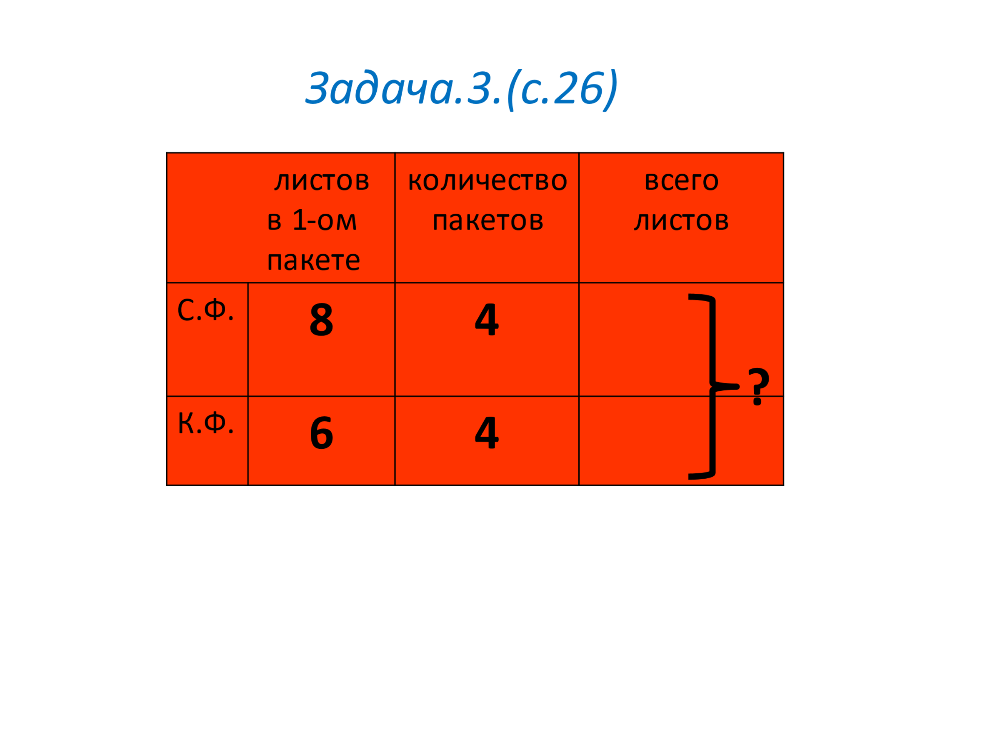 Задача.3.(с.26)
листов
в 1-ом
пакете
количество
пакетов
всего
листов
С.Ф.
8
4
?
К.Ф.
6
4